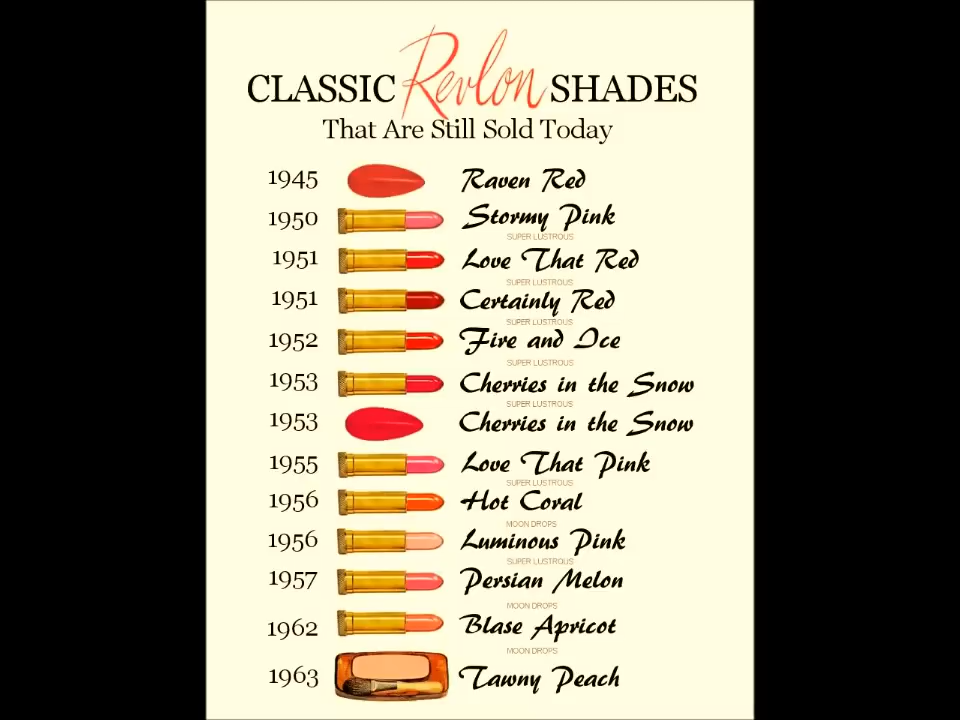 CLASSIC Revlon SHADES
That Are Still Sold Today
1945 Raven Red
1950 Stormy Pink
SUPER LUSTROUS
1951 Love That Red
SUPER LUSTROUS
1951 Certainly Red
SUPER LUSTROUS
1952 Fire and Ice
SUPER LUSTROUS
1953 Cherries in the Snow
SUPER LUSTROUS
1953 Cherries in the Snow
1955 Love That Pink
SUPER LUSTROUS
1956 Hot Coral
MOON DROPS
1956 Luminous Pink
SUPER LUSTROUS
1957 Persian Melon
MOON DROPS
1962 Blase Apricot
MOON DROPS
1963 Tawny Peach